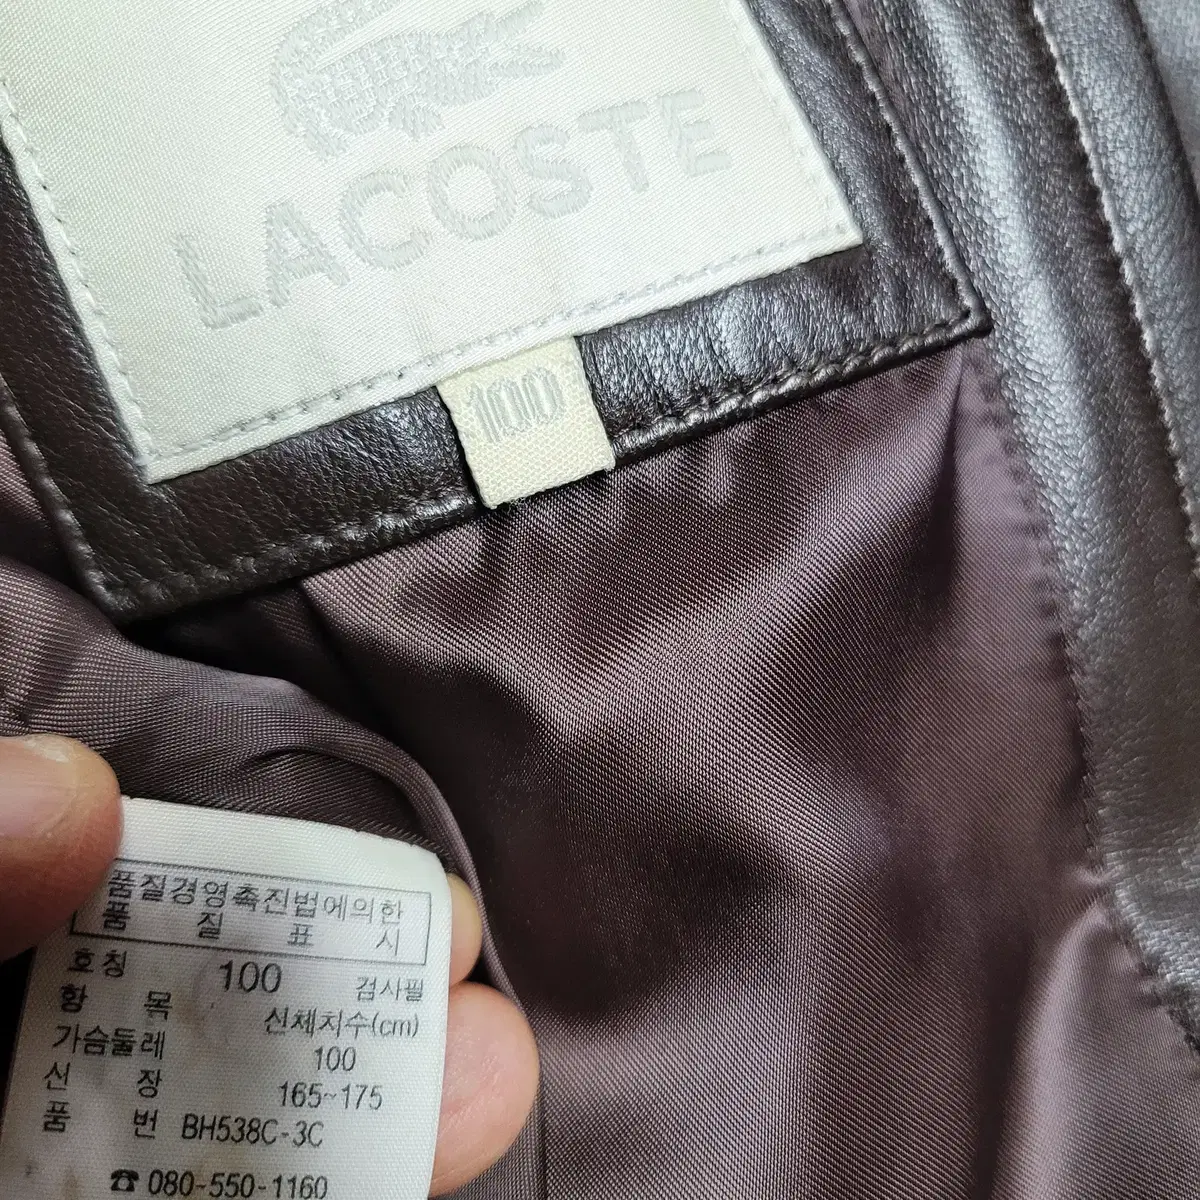 LACOSTE
100
품질경영촉진법에의한
품 질 표 시
호칭 100 검사필
항 목 신체치수(cm)
가슴둘레 100
신 장 165~175
품 번 BH538C-3C
☎ 080-550-1160